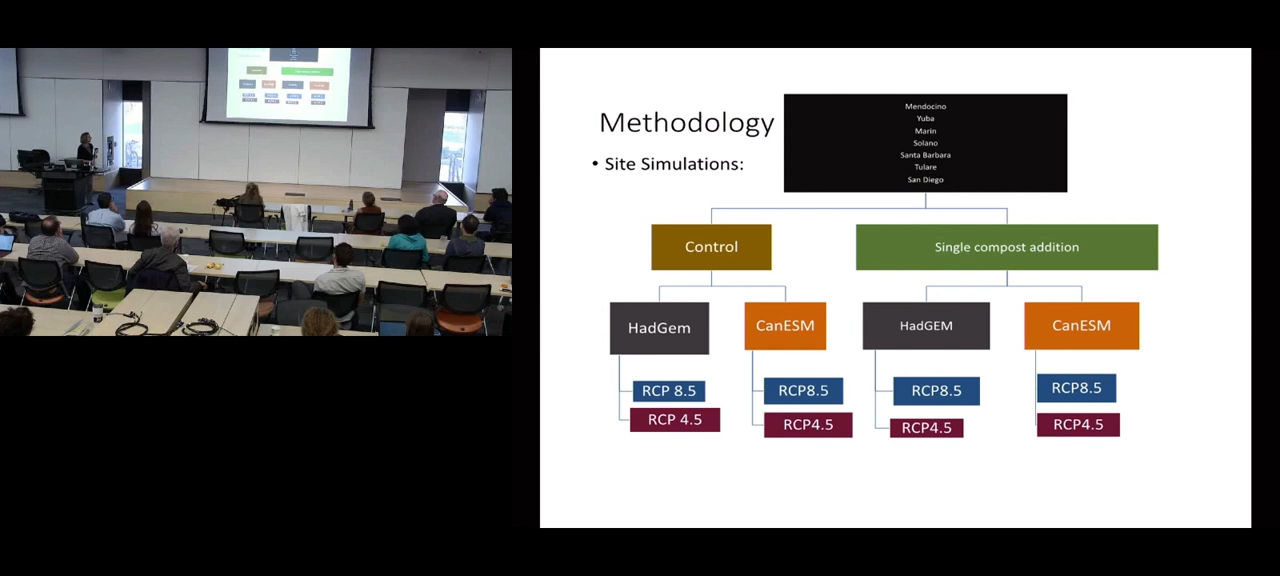 Methodology
• Site Simulations:
Mendocino
Yuba
Marin
Solano
Santa Barbara
Tulare
San Diego
Control
Single compost addition
HadGem
CanESM
HadGEM
CanESM
RCP 8.5
RCP 4.5
RCP8.5
RCP4.5
RCP8.5
RCP4.5
RCP8.5
RCP4.5